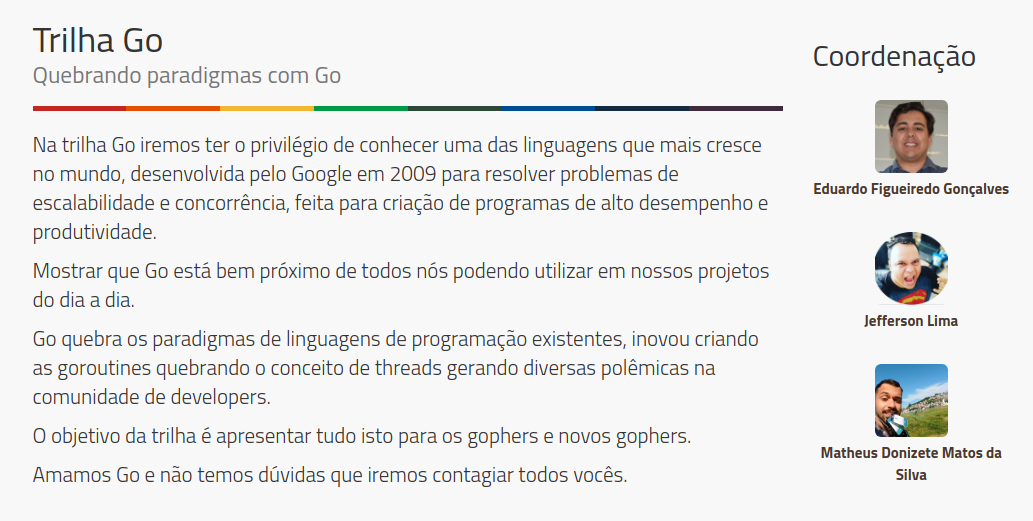 Trilha Go
Quebrando paradigmas com Go
Na trilha Go iremos ter o privilégio de conhecer uma das linguagens que mais cresce
no mundo, desenvolvida pelo Google em 2009 para resolver problemas de
escalabilidade e concorrência, feita para criação de programas de alto desempenho e
produtividade.
Mostrar que Go está bem próximo de todos nós podendo utilizar em nossos projetos
do dia a dia.
Go quebra os paradigmas de linguagens de programação existentes, inovou criando
as goroutines quebrando o conceito de threads gerando diversas polêmicas na
comunidade de developers.
O objetivo da trilha é apresentar tudo isto para os gophers e novos gophers.
Amamos Go e não temos dúvidas que iremos contagiar todos vocês.
Coordenação
Eduardo Figueiredo Gonçalves
Jefferson Lima
Matheus Donizete Matos da
Silva